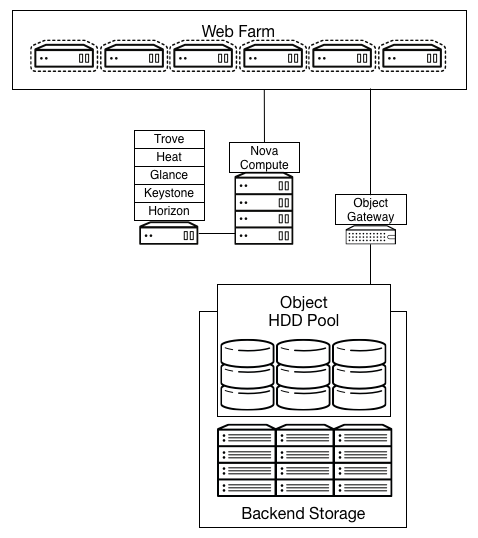 Web Farm
Trove
Heat
Glance
Keystone
Horizon
Nova
Compute
Object
Gateway
Object
HDD Pool
Backend Storage